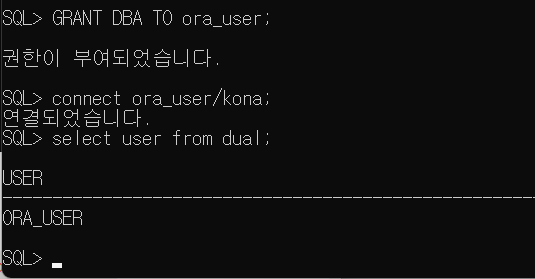 SQL> GRANT DBA TO ora_user;
권한이 부여되었습니다.
SQL> connect ora_user/kona;
연결되었습니다.
SQL> select user from dual;
USER
--------------------------------------------------------------------------------
ORA_USER
SQL>